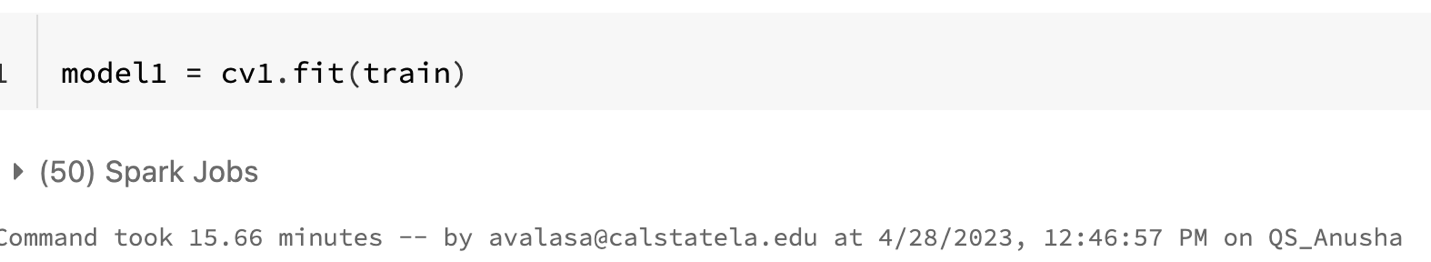 1 model1 = cv1.fit(train)
(50) Spark Jobs
Command took 15.66 minutes -- by avalasa@calstatela.edu at 4/28/2023, 12:46:57 PM on QS_Anusha